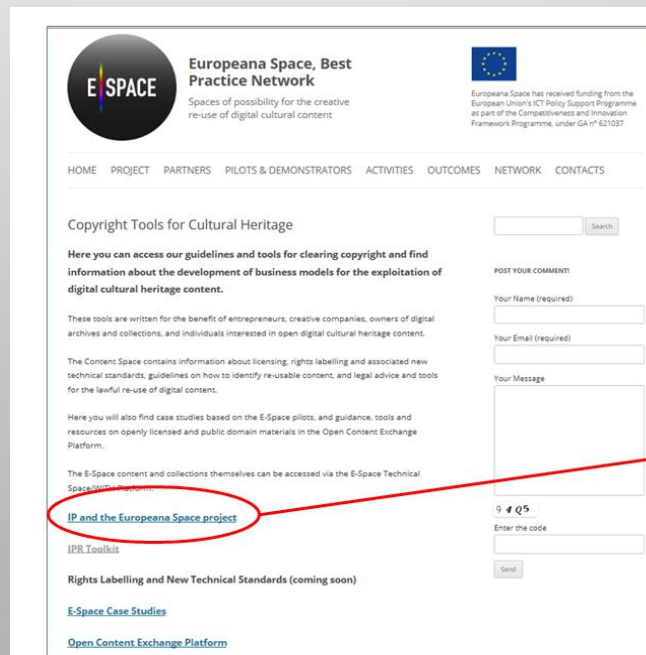 E SPACE
Europeana Space, Best
Practice Network
Spaces of possibility for the creative
re-use of digital cultural content
Europeana Space has received funding from the
European Union's ICT Policy Support Programme
as part of the Competitiveness and Innovation
Framework Programme, under GA n° 621037
HOME PROJECT PARTNERS PILOTS & DEMONSTRATORS ACTIVITIES OUTCOMES NETWORK CONTACTS
Copyright Tools for Cultural Heritage
Here you can access our guidelines and tools for clearing copyright and find
information about the development of business models for the exploitation of
digital cultural heritage content.
These tools are written for the benefit of entrepreneurs, creative companies, owners of digital
archives and collections, and individuals interested in open digital cultural heritage content.
The Content Space contains information about licensing, rights labelling and associated new
technical standards, guidelines on how to identify re-usable content, and legal advice and tools
for the lawful re-use of digital content.
Here you will also find case studies based on the E-Space pilots, and guidance, tools and
resources on openly licensed and public domain materials in the Open Content Exchange
Platform.
The E-Space content and collections themselves can be accessed via the E-Space Technical
Space/WITH Platform.
IP and the Europeana Space project
IPR Toolkit
Rights Labelling and New Technical Standards (coming soon)
E-Space Case Studies
Open Content Exchange Platform
Search
POST YOUR COMMENT!
Your Name (required)
Your Email (required)
Your Message
9 4 Q5
Enter the code
Send